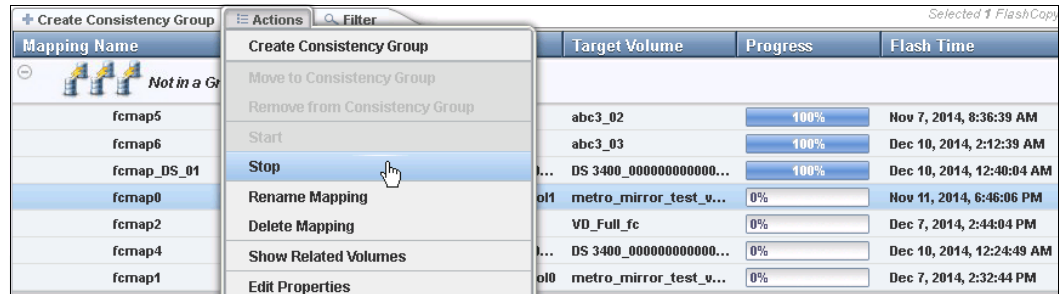 Create Consistency Group Actions Filter Selected 1 FlashCopy
Mapping Name Target Volume Progress Flash Time
Create Consistency Group
Not in a Gr
Move to Consistency Group
Remove from Consistency Group
fcmap5 abc3_02 100% Nov 7, 2014, 8:36:39 AM
Start
fcmap6 abc3_03 100% Dec 10, 2014, 2:12:39 AM
Stop
fcmap_DS_01 ... DS 3400_000000000000... 100% Dec 10, 2014, 12:40:04 AM
Rename Mapping
fcmap0 ol1 metro_mirror_test_v... 0% Nov 11, 2014, 6:46:06 PM
Delete Mapping
fcmap2 VD_Full_fc 0% Dec 7, 2014, 2:44:04 PM
Show Related Volumes
fcmap4 ... DS 3400_000000000000... 0% Dec 10, 2014, 12:24:49 AM
Edit Properties
fcmap1 ol0 metro_mirror_test_v... 0% Dec 7, 2014, 2:32:44 PM